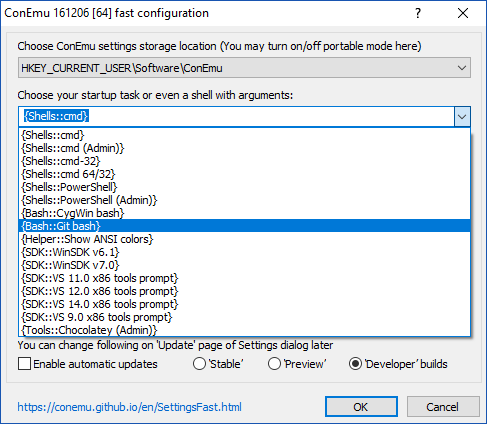 ConEmu 161206 [64] fast configuration
Choose ConEmu settings storage location (You may turn on/off portable mode here)
HKEY_CURRENT_USER\Software\ConEmu
Choose your startup task or even a shell with arguments:
{Shells::cmd}
{Shells::cmd}
{Shells::cmd (Admin)}
{Shells::cmd-32}
{Shells::cmd 64/32}
{Shells::PowerShell}
{Shells::PowerShell (Admin)}
{Bash::CygWin bash}
{Bash::Git bash}
{Helper::Show ANSI colors}
{SDK::WinSDK v6.1}
{SDK::WinSDK v7.0}
{SDK::VS 11.0 x86 tools prompt}
{SDK::VS 12.0 x86 tools prompt}
{SDK::VS 14.0 x86 tools prompt}
{SDK::VS 9.0 x86 tools prompt}
{Tools::Chocolatey (Admin)}
You can change following on 'Update' page of Settings dialog later
Enable automatic updates 'Stable' 'Preview' 'Developer' builds
https://conemu.github.io/en/SettingsFast.html OK Cancel